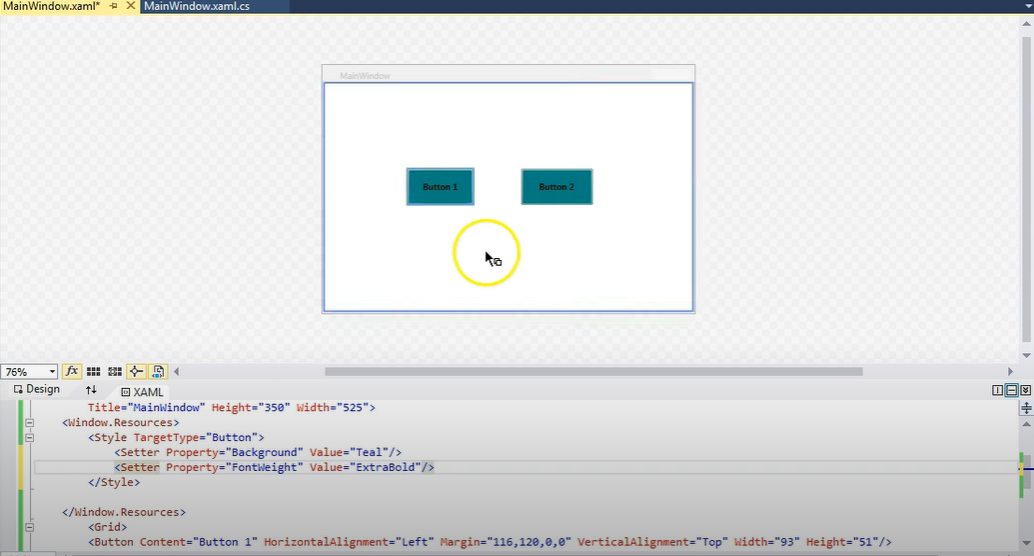 MainWindow.xaml*
MainWindow.xaml.cs
MainWindow
Button 1
Button 2
76%
fx
Design
XAML
Title="MainWindow" Height="350" Width="525">
<Window.Resources>
<Style TargetType="Button">
<Setter Property="Background" Value="Teal"/>
<Setter Property="FontWeight" Value="ExtraBold"/>
</Style>
</Window.Resources>
<Grid>
<Button Content="Button 1" HorizontalAlignment="Left" Margin="116,120,0,0" VerticalAlignment="Top" Width="93" Height="51"/>